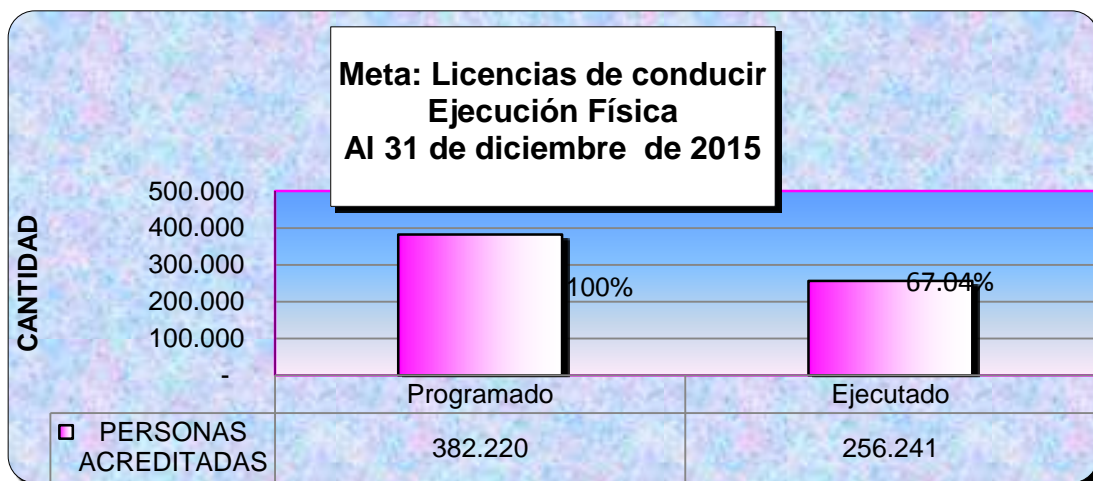 Meta: Licencias de conducir
Ejecución Física
Al 31 de diciembre de 2015
CANTIDAD
500.000
400.000
300.000
200.000
100.000
-
100%
67.04%
Programado Ejecutado
PERSONAS
ACREDITADAS
382.220 256.241